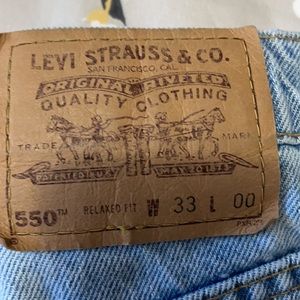 LEVI STRAUSS & CO.
SAN FRANCISCO, CAL.
ORIGINAL RIVETED
QUALITY CLOTHING
TRADE MARK
550™ RELAXED FIT W 33 L 00